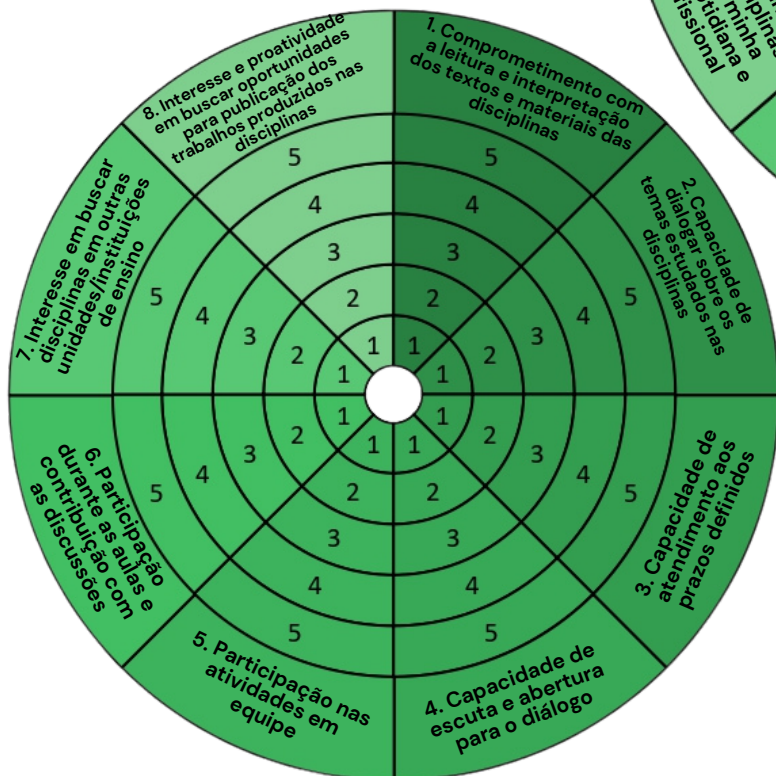 1. Comprometimento com
a leitura e interpretação
dos textos e materiais das
disciplinas
2. Capacidade de
dialogar sobre os
temas estudados nas
disciplinas
3. Capacidade de
atendimento aos
prazos definidos
4. Capacidade de
escuta e abertura
para o diálogo
5. Participação nas
atividades em
equipe
6. Participação
durante as aulas e
contribuição com
as discussões
7. Interesse em buscar
disciplinas em outras
unidades/instituições
de ensino
8. Interesse e proatividade
em buscar oportunidades
para publicação dos
trabalhos produzidos nas
disciplinas
5 5
4 4
3 3
2 2
1 1
5 4 3 2 1 1 2 3 4 5
5 4 3 2 1 1 2 3 4 5
1 1
2 2
3 3
4 4
5 5
minha